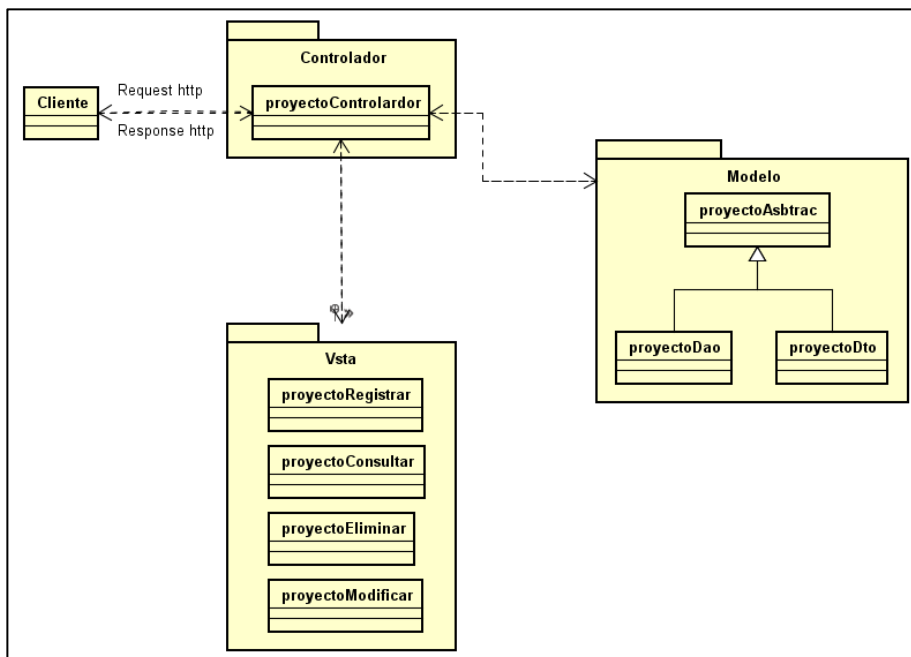 Controlador
Request http
Cliente
proyectoControlardor
Response http
Modelo
proyectoAsbtrac
proyectoDao
proyectoDto
Vsta
proyectoRegistrar
proyectoConsultar
proyectoEliminar
proyectoModificar